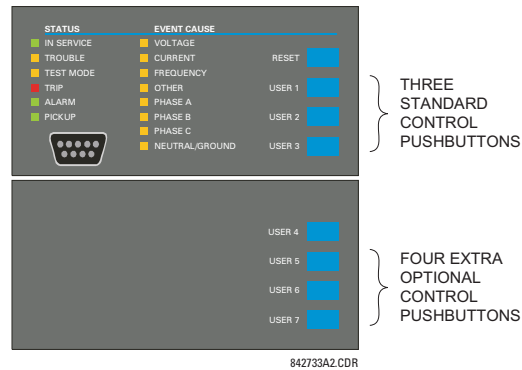 STATUS EVENT CAUSE
IN SERVICE VOLTAGE
TROUBLE CURRENT RESET
TEST MODE FREQUENCY
TRIP OTHER USER 1
ALARM PHASE A
PICKUP PHASE B USER 2
PHASE C
NEUTRAL/GROUND USER 3
THREE
STANDARD
CONTROL
PUSHBUTTONS
USER 4
USER 5
USER 6
USER 7
FOUR EXTRA
OPTIONAL
CONTROL
PUSHBUTTONS
842733A2.CDR